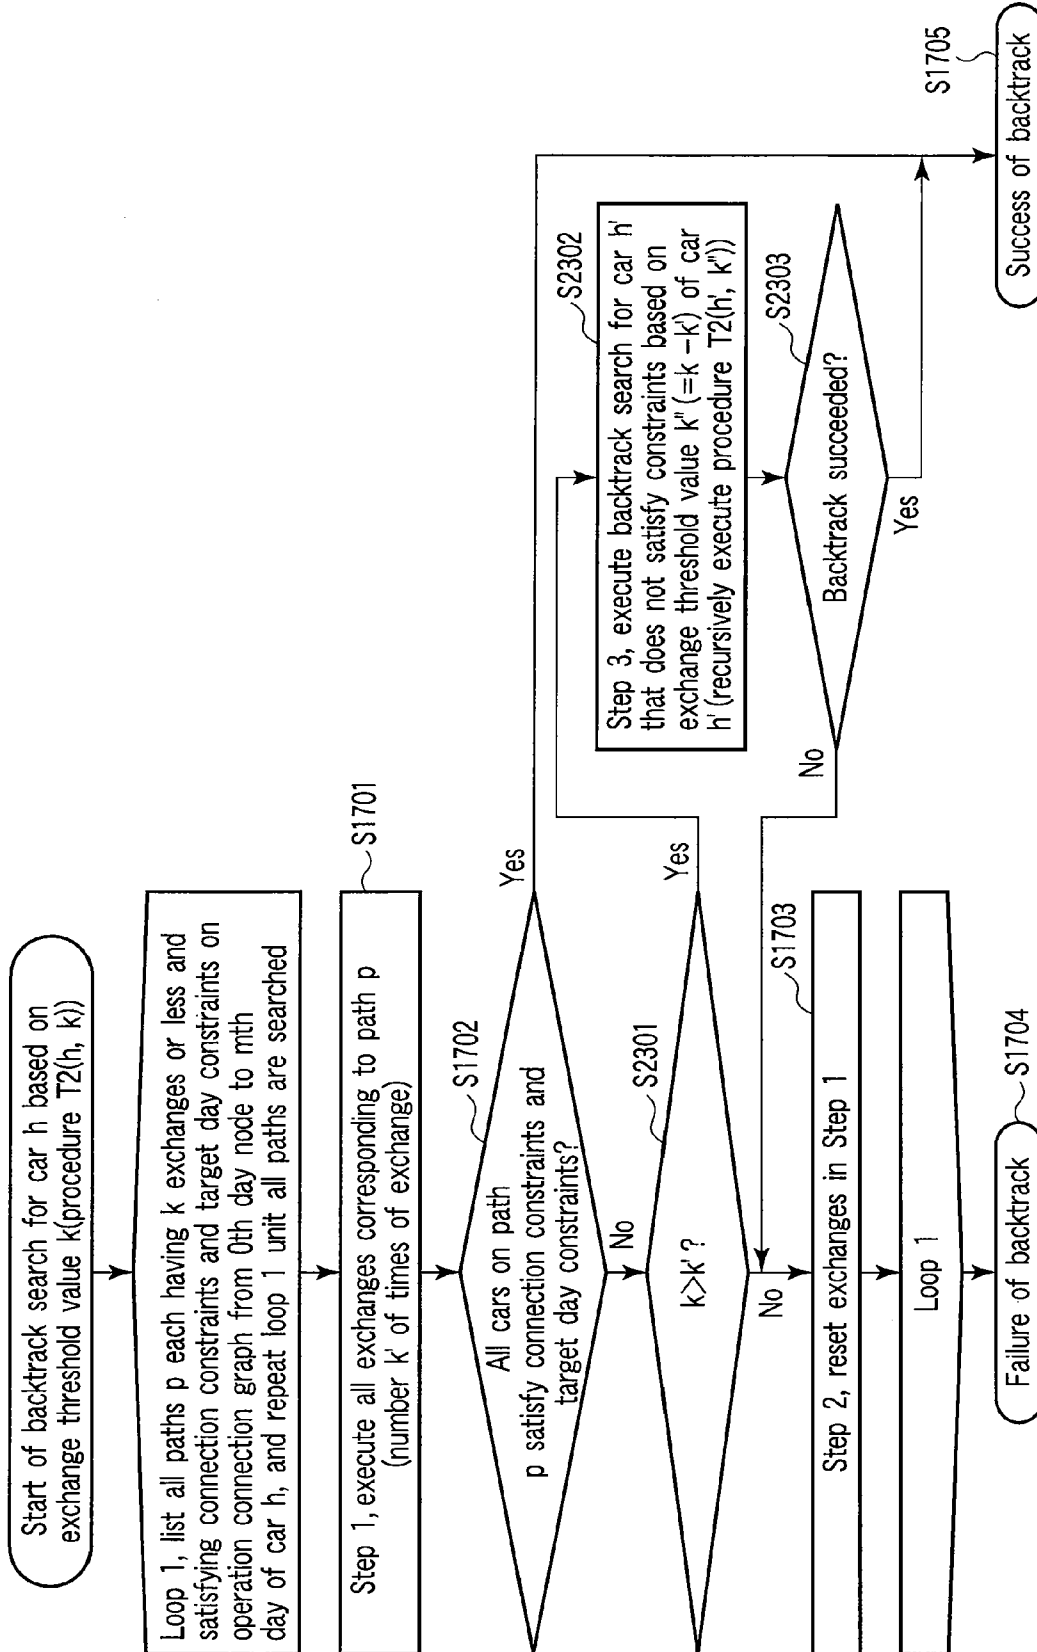 Start of backtrack search for car h based on
exchange threshold value k(procedure T2(h, k))
Loop 1, list all paths p each having k exchanges or less and
satisfying connection constraints and target day constraints on
operation connection graph from 0th day node to mth
day of car h, and repeat loop 1 unit all paths are searched
S1701
Step 1, execute all exchanges corresponding to path p
(number k' of times of exchange)
S1702
All cars on path
p satisfy connection constraints and
target day constraints?
Yes
No
S2301
k>k'?
Yes
No
S2302
Step 3, execute backtrack search for car h'
that does not satisfy constraints based on
exchange threshold value k"(=k −k') of car
h'(recursively execute procedure T2(h', k"))
S2303
Backtrack succeeded?
No
Yes
S1703
Step 2, reset exchanges in Step 1
Loop 1
S1704
Failure of backtrack
S1705
Success of backtrack